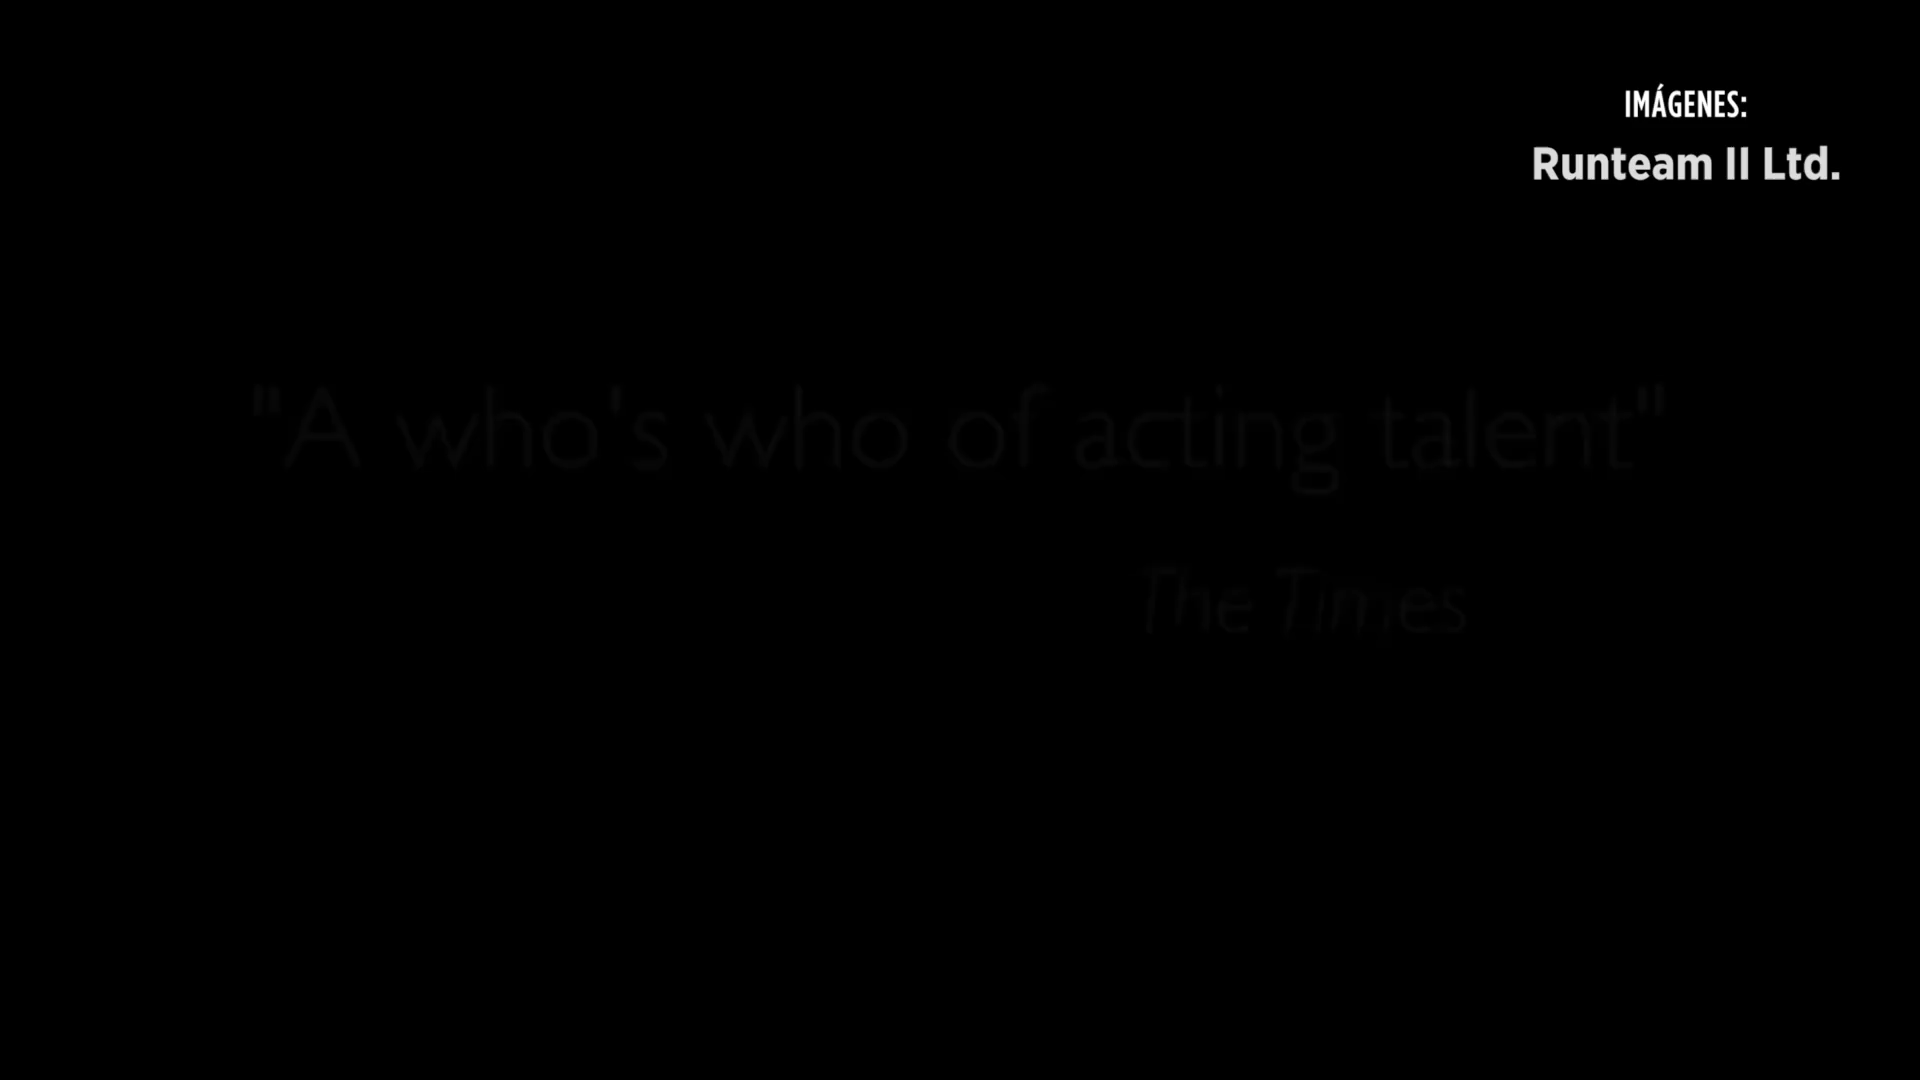 IMÁGENES:
Runteam II Ltd.
"A who's who of acting talent"
The Times